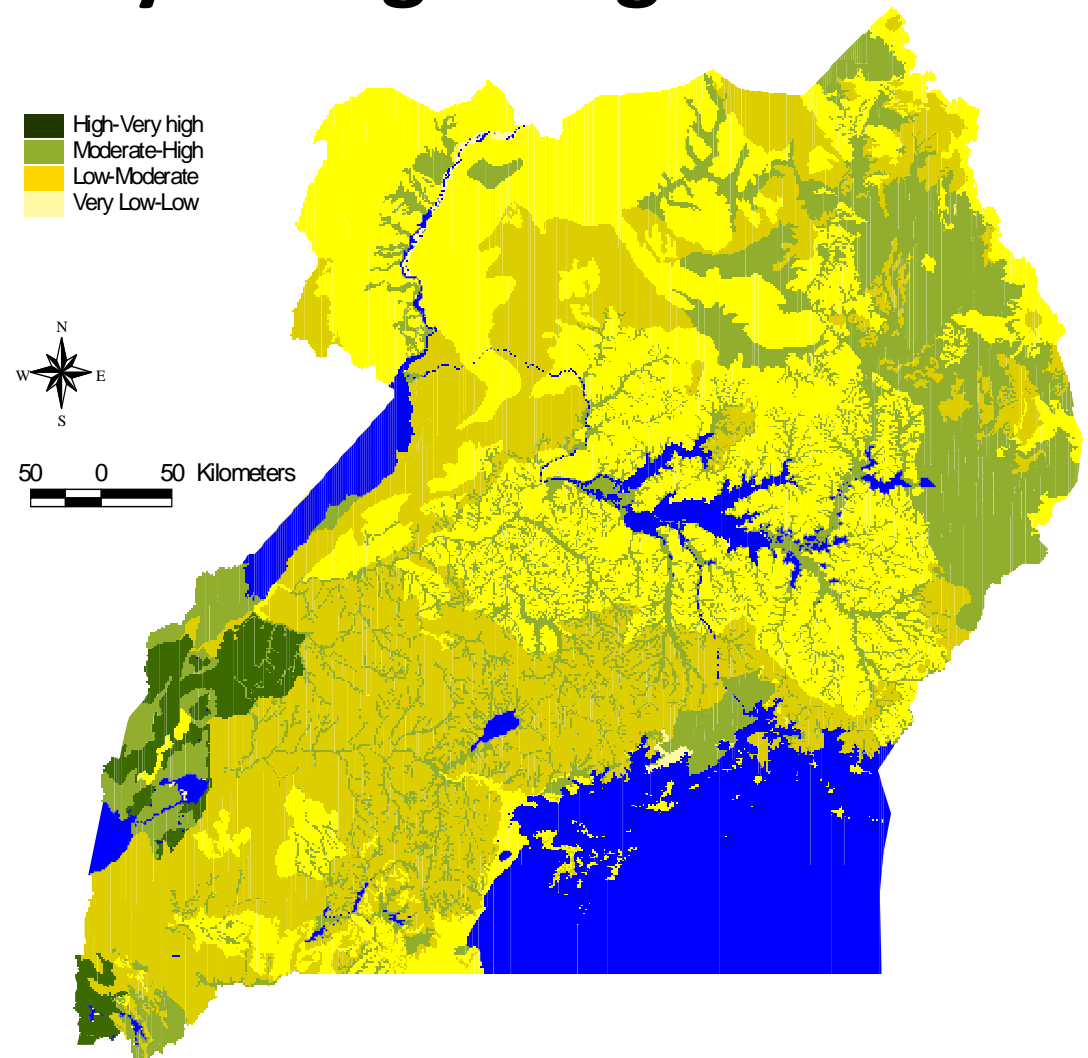 High-Very high
Moderate-High
Low-Moderate
Very Low-Low
N
W E
S
50 0 50 Kilometers